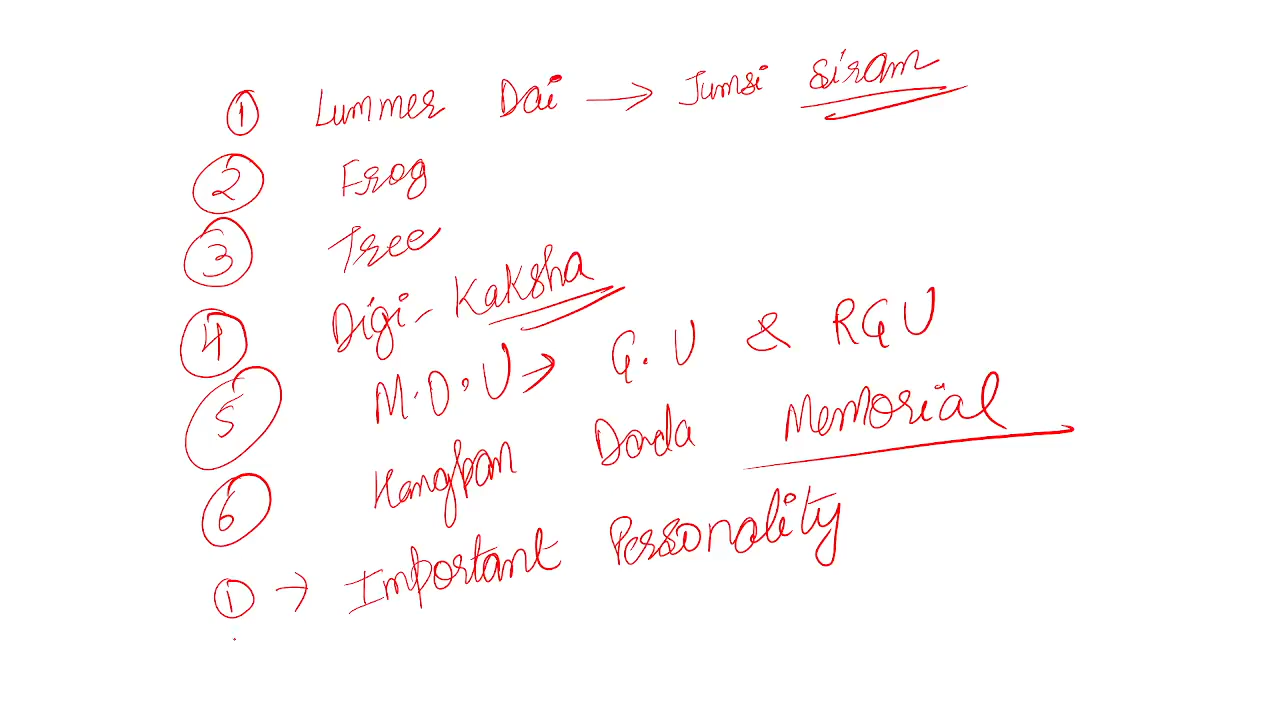 ① Lummer Dai → Jumsi Siram
② Frog
③ Tree
④ Digi-Kaksha
⑤ M.O.U → G.U & RGU
⑥ Hangpan Dada Memorial
① → Important Personality